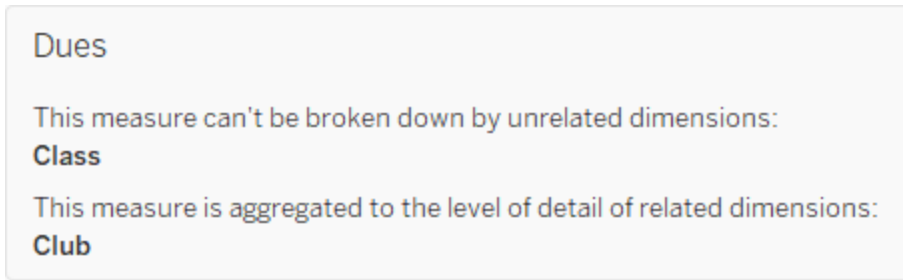 Dues
This measure can't be broken down by unrelated dimensions:
Class
This measure is aggregated to the level of detail of related dimensions:
Club